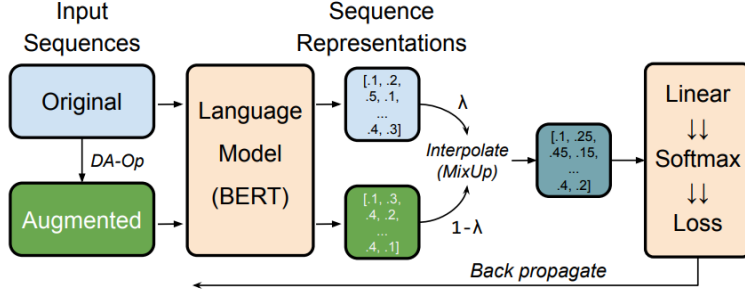 Input
Sequences
Sequence
Representations
Original
DA-Op
Augmented
Language
Model
(BERT)
[.1, .2,
.5, .1,
...
.4, .3]
[.1, .3,
.4, .2,
...
.4, .1]
λ
Interpolate
(MixUp)
1-λ
[.1, .25,
.45, .15,
...
.4, .2]
Linear
↓↓
Softmax
↓↓
Loss
Back propagate